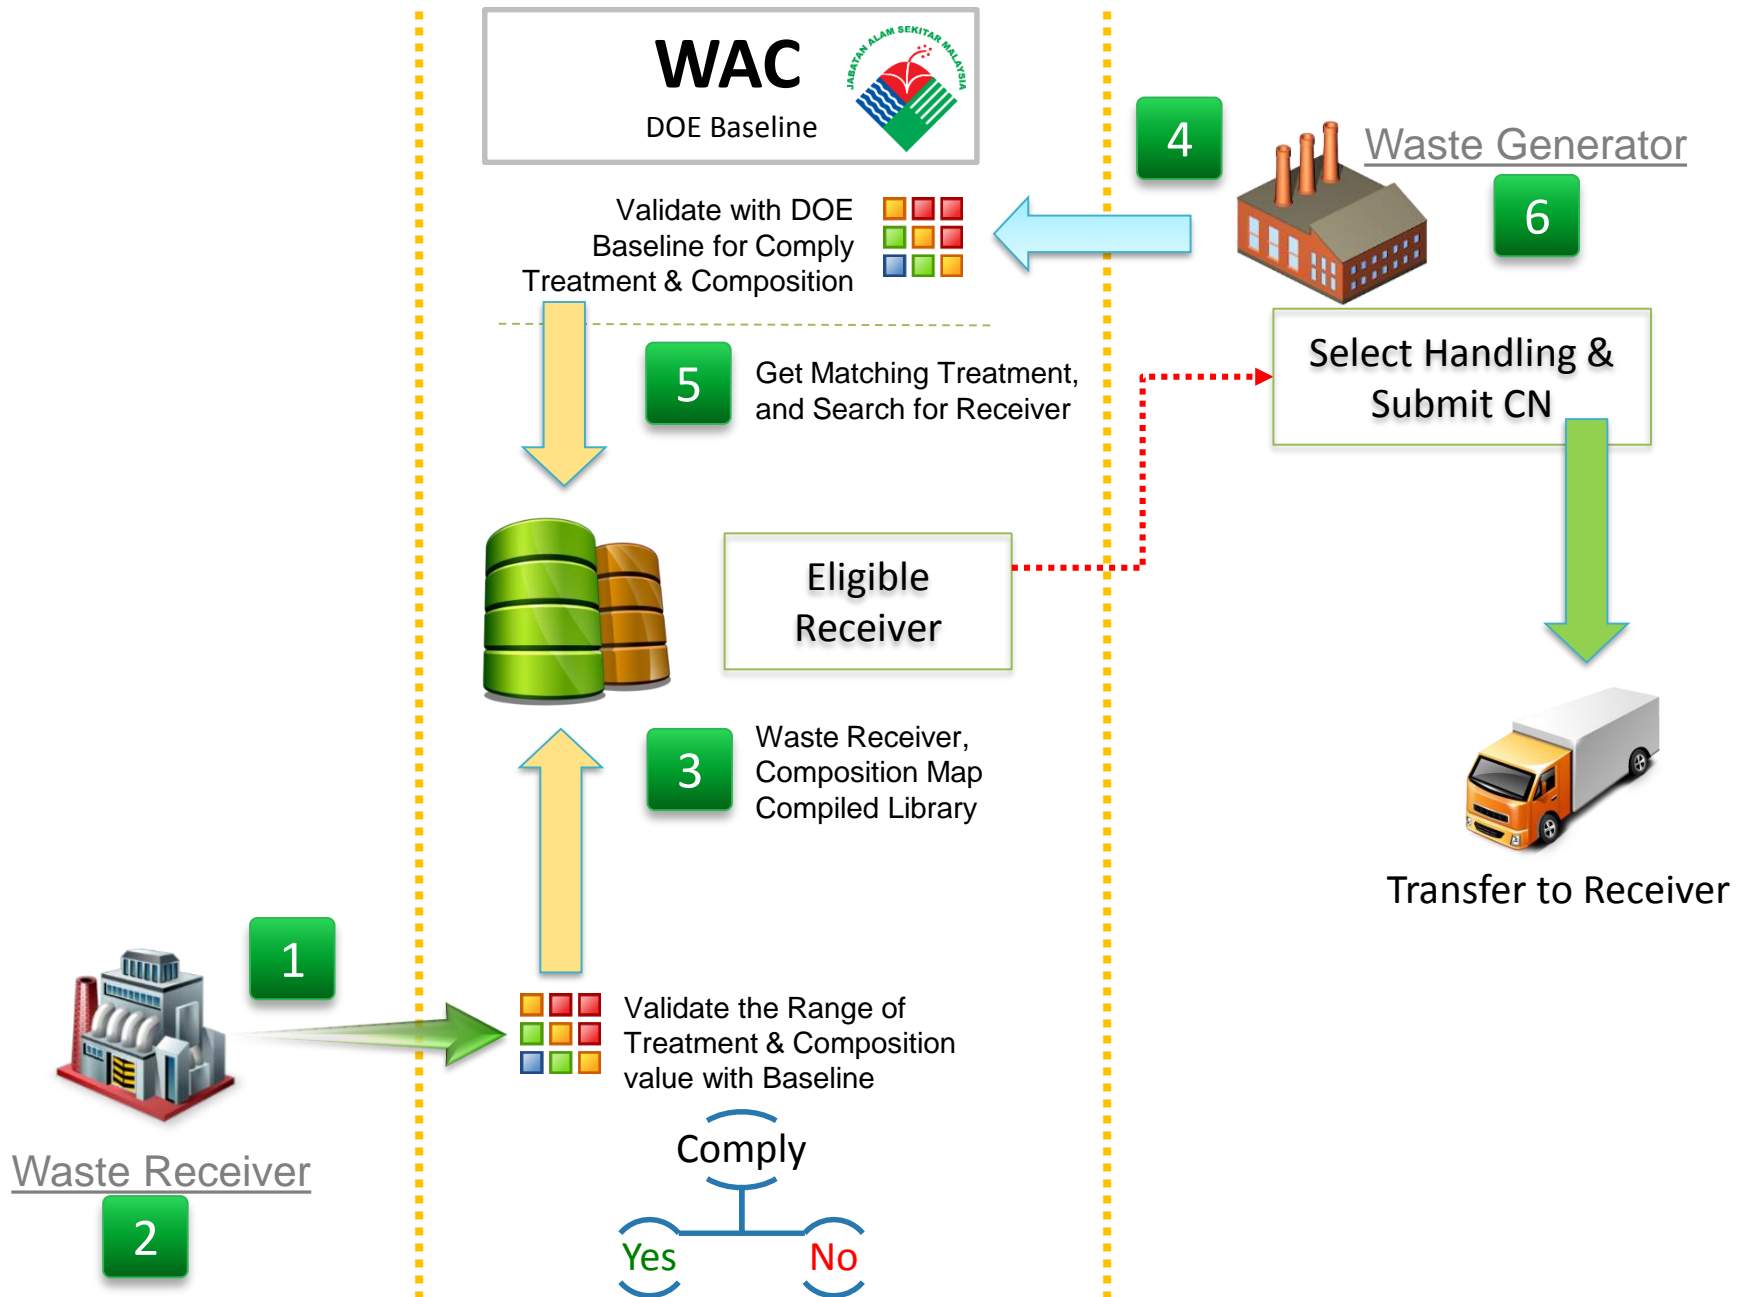 WAC
DOE Baseline
JABATAN ALAM SEKITAR MALAYSIA
4
Waste Generator
6
Validate with DOE
Baseline for Comply
Treatment & Composition
5
Get Matching Treatment,
and Search for Receiver
Select Handling &
Submit CN
Eligible
Receiver
3
Waste Receiver,
Composition Map
Compiled Library
Transfer to Receiver
1
Validate the Range of
Treatment & Composition
value with Baseline
Waste Receiver
2
Comply
Yes
No